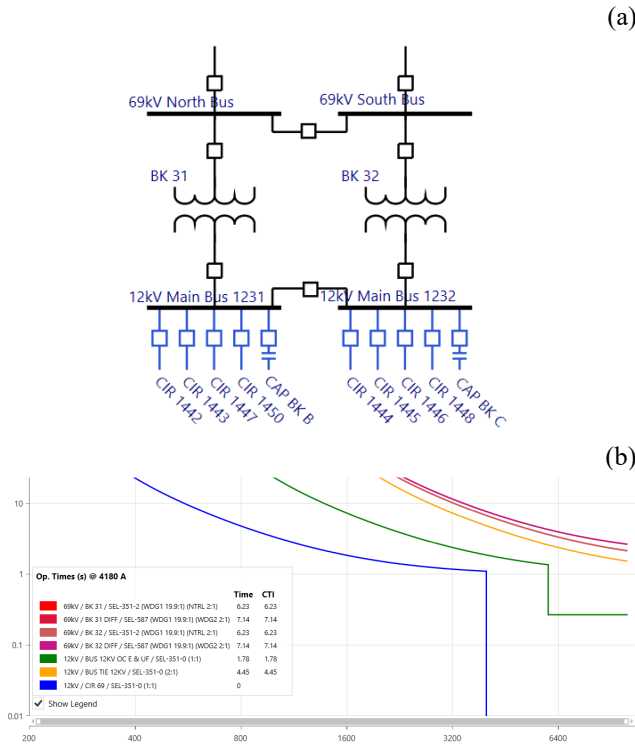 (a)
69kV North Bus
69kV South Bus
BK 31
BK 32
12kV Main Bus 1231
12kV Main Bus 1232
CIR 1442
CIR 1443
CIR 1447
CIR 1450
CAP BK B
CIR 1444
CIR 1445
CIR 1446
CIR 1448
CAP BK C
(b)
10
1
0.1
0.01
Op. Times (s) @ 4180 A
Time CTI
69kV / BK 31 / SEL-351-2 (WDG1 19.9:1) (NTRL 2:1) 6.23 6.23
69kV / BK 31 DIFF / SEL-587 (WDG1 19.9:1) (WDG2 2:1) 7.14 7.14
69kV / BK 32 / SEL-351-2 (WDG1 19.9:1) (NTRL 2:1) 6.23 6.23
69kV / BK 32 DIFF / SEL-587 (WDG1 19.9:1) (WDG2 2:1) 7.14 7.14
12kV / BUS 12KV OC E & UF / SEL-351-0 (1:1) 1.78 1.78
12kV / BUS TIE 12KV / SEL-351-0 (2:1) 4.45 4.45
12kV / CIR 69 / SEL-351-0 (1:1) 0
Show Legend
200 400 800 1600 3200 6400